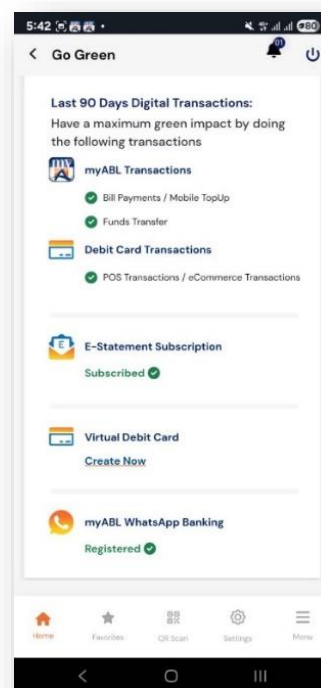 5:42
80
Go Green
01
Last 90 Days Digital Transactions:
Have a maximum green impact by doing
the following transactions
myABL Transactions
Bill Payments / Mobile TopUp
Funds Transfer
Debit Card Transactions
POS Transactions / eCommerce Transactions
E
E-Statement Subscription
Subscribed
Virtual Debit Card
Create Now
myABL WhatsApp Banking
Registered
Home
Favorites
QR Scan
Settings
Menu